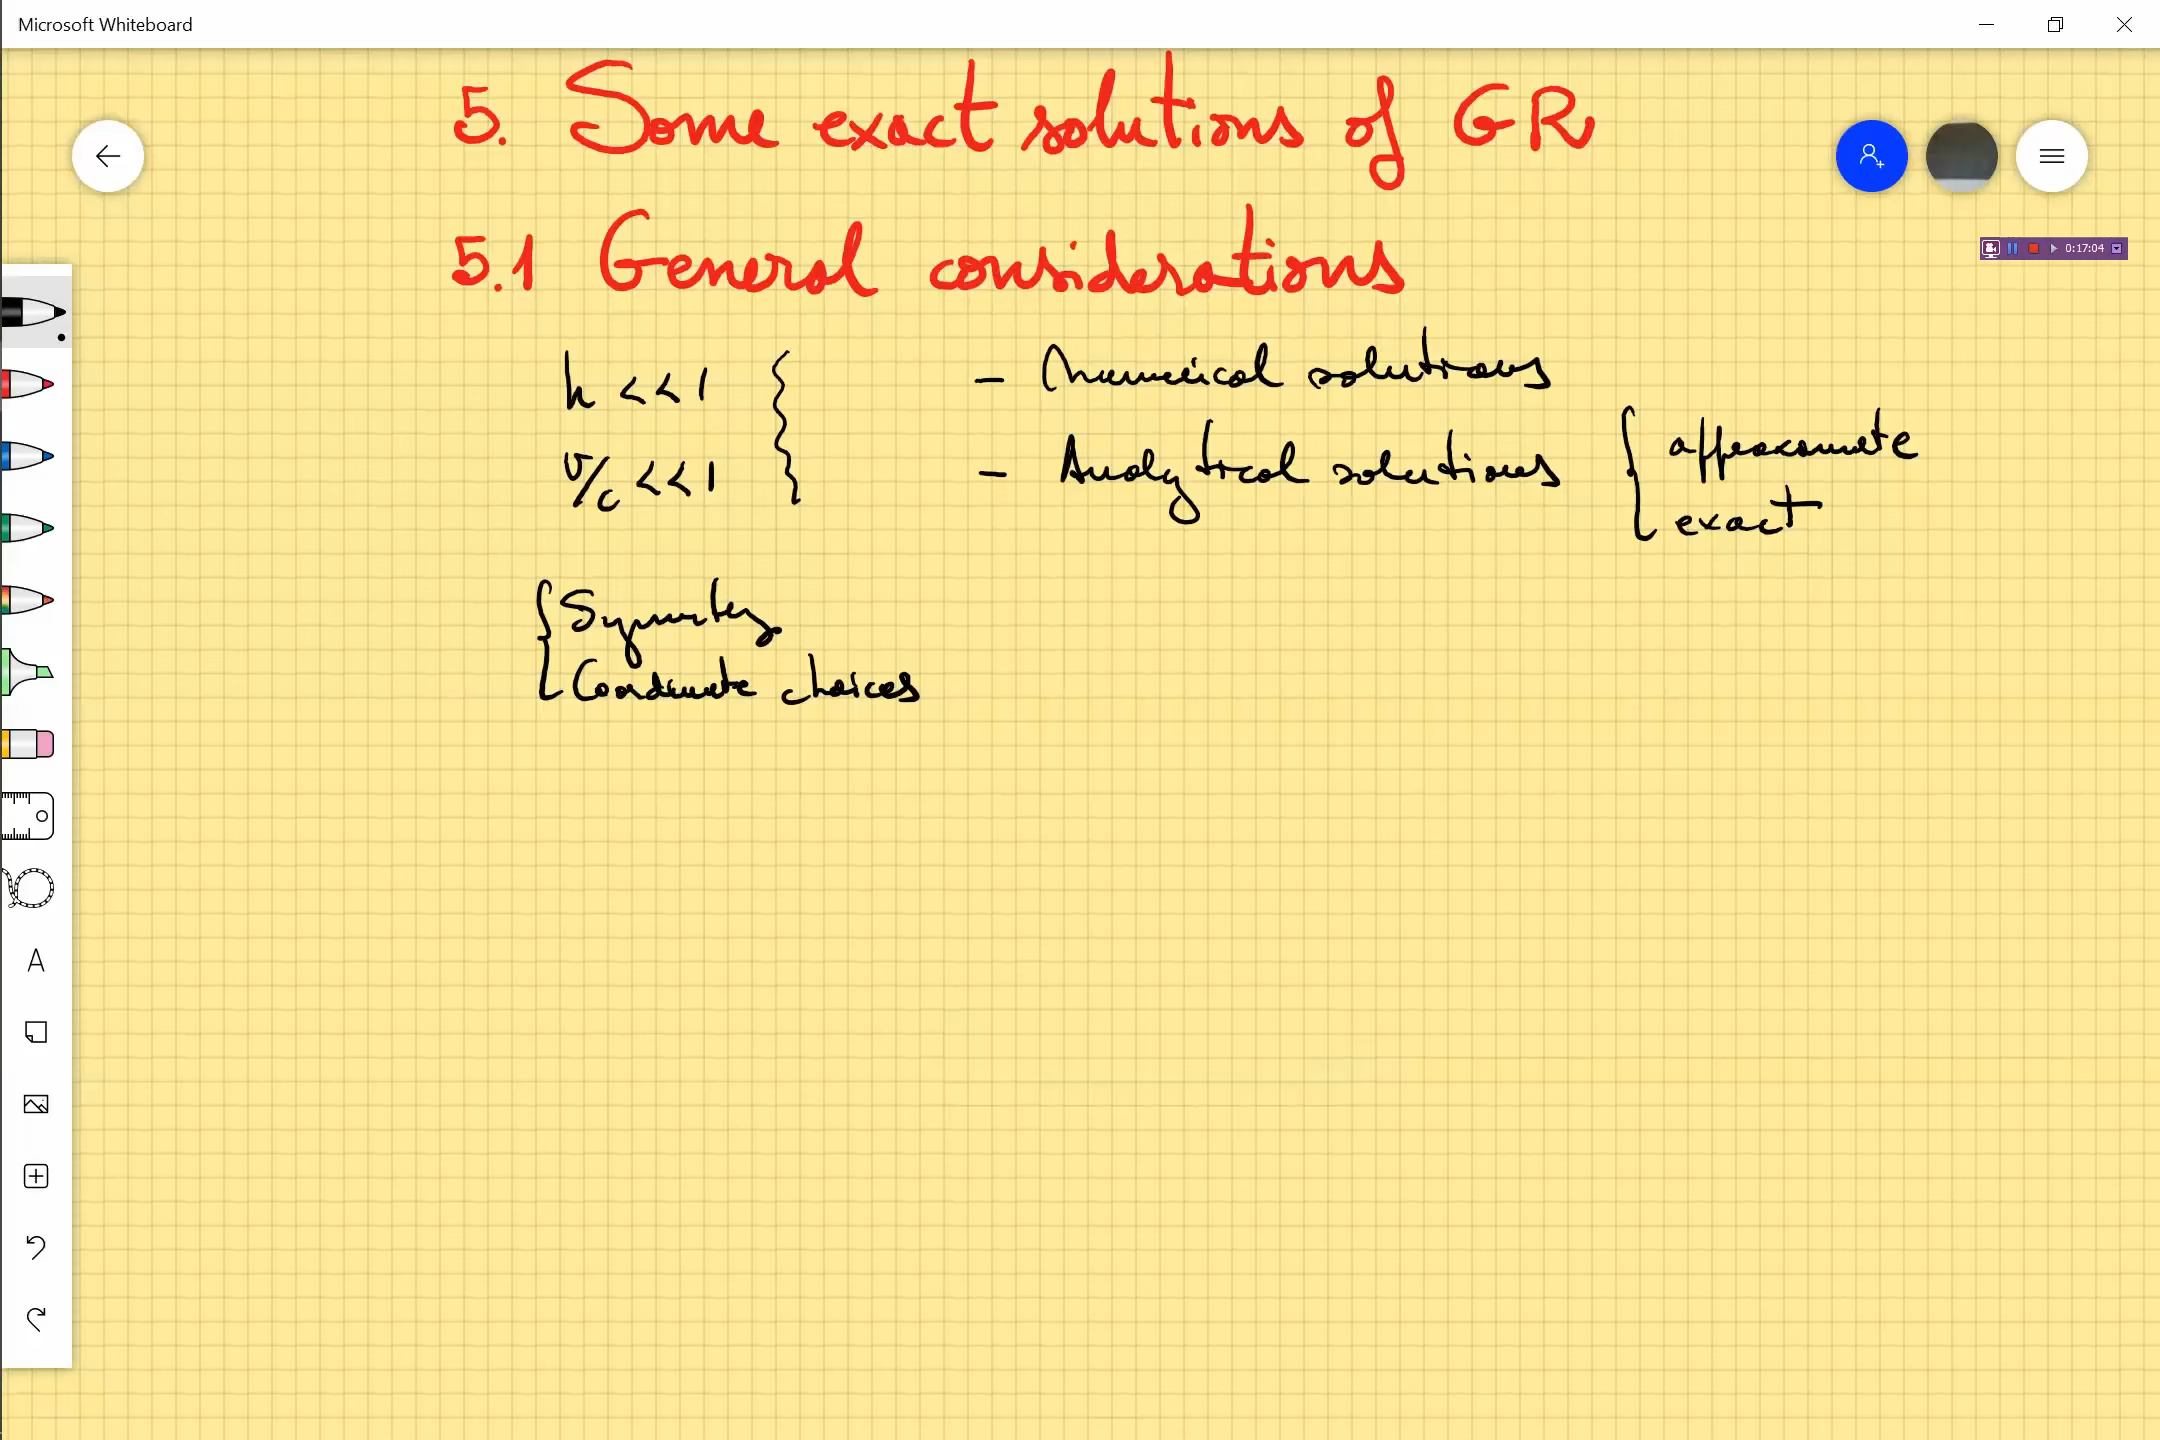 Microsoft Whiteboard
5. Some exact solutions of GR
0:17:04
5.1 General considerations
h << 1
v/c << 1
- Numerical solutions
- Analytical solutions { approximate
exact
{ Symmetry
Coordinate choices
A